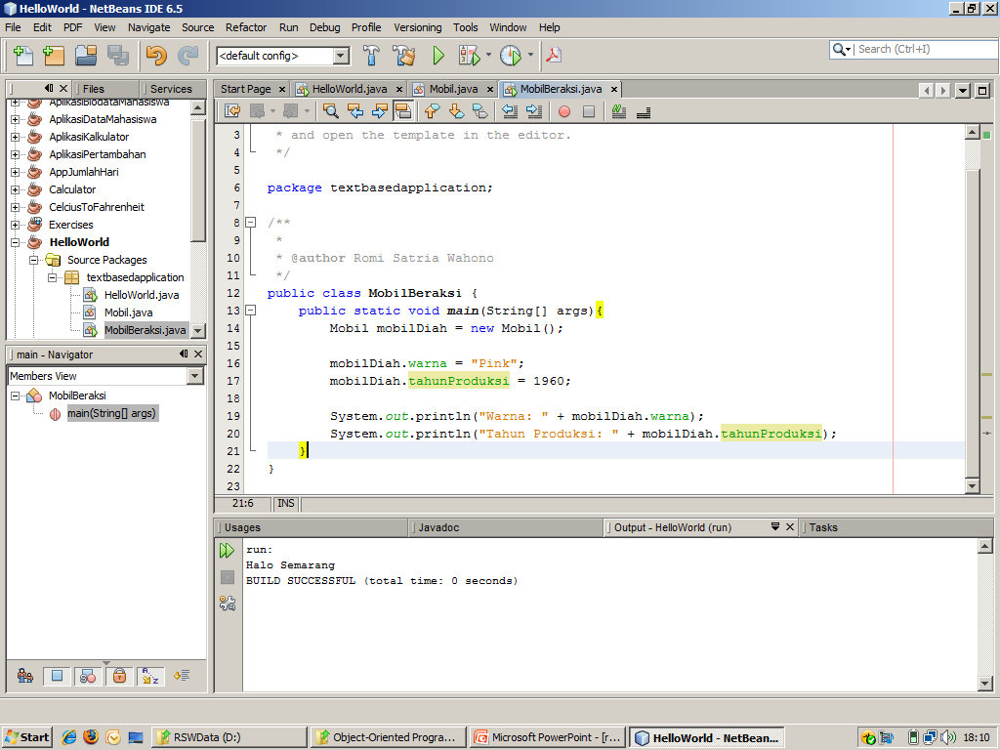 HelloWorld - NetBeans IDE 6.5
File Edit PDF View Navigate Source Refactor Run Debug Profile Versioning Tools Window Help
<default config>
Search (Ctrl+I)
Files
Services
AplikasiBiodataMahasiswa
AplikasiDataMahasiswa
AplikasiKalkulator
AplikasiPertambahan
AppJumlahHari
Calculator
CelciusToFahrenheit
Exercises
HelloWorld
Source Packages
textbasedapplication
HelloWorld.java
Mobil.java
MobilBeraksi.java
main - Navigator
Members View
MobilBeraksi
main(String[] args)
Start Page
HelloWorld.java
Mobil.java
MobilBeraksi.java
3 * and open the template in the editor.
4 */
5
6 package textbasedapplication;
7
8 /**
9 *
10 * @author Romi Satria Wahono
11 */
12 public class MobilBeraksi {
13 public static void main(String[] args){
14 Mobil mobilDiah = new Mobil();
15
16 mobilDiah.warna = "Pink";
17 mobilDiah.tahunProduksi = 1960;
18
19 System.out.println("Warna: " + mobilDiah.warna);
20 System.out.println("Tahun Produksi: " + mobilDiah.tahunProduksi);
21 }
22 }
23
21:6 INS
Usages
Javadoc
Output - HelloWorld (run)
Tasks
run:
Halo Semarang
BUILD SUCCESSFUL (total time: 0 seconds)
Start
RSWData (D:)
Object-Oriented Progra...
Microsoft PowerPoint - [r...
HelloWorld - NetBean...
18:10